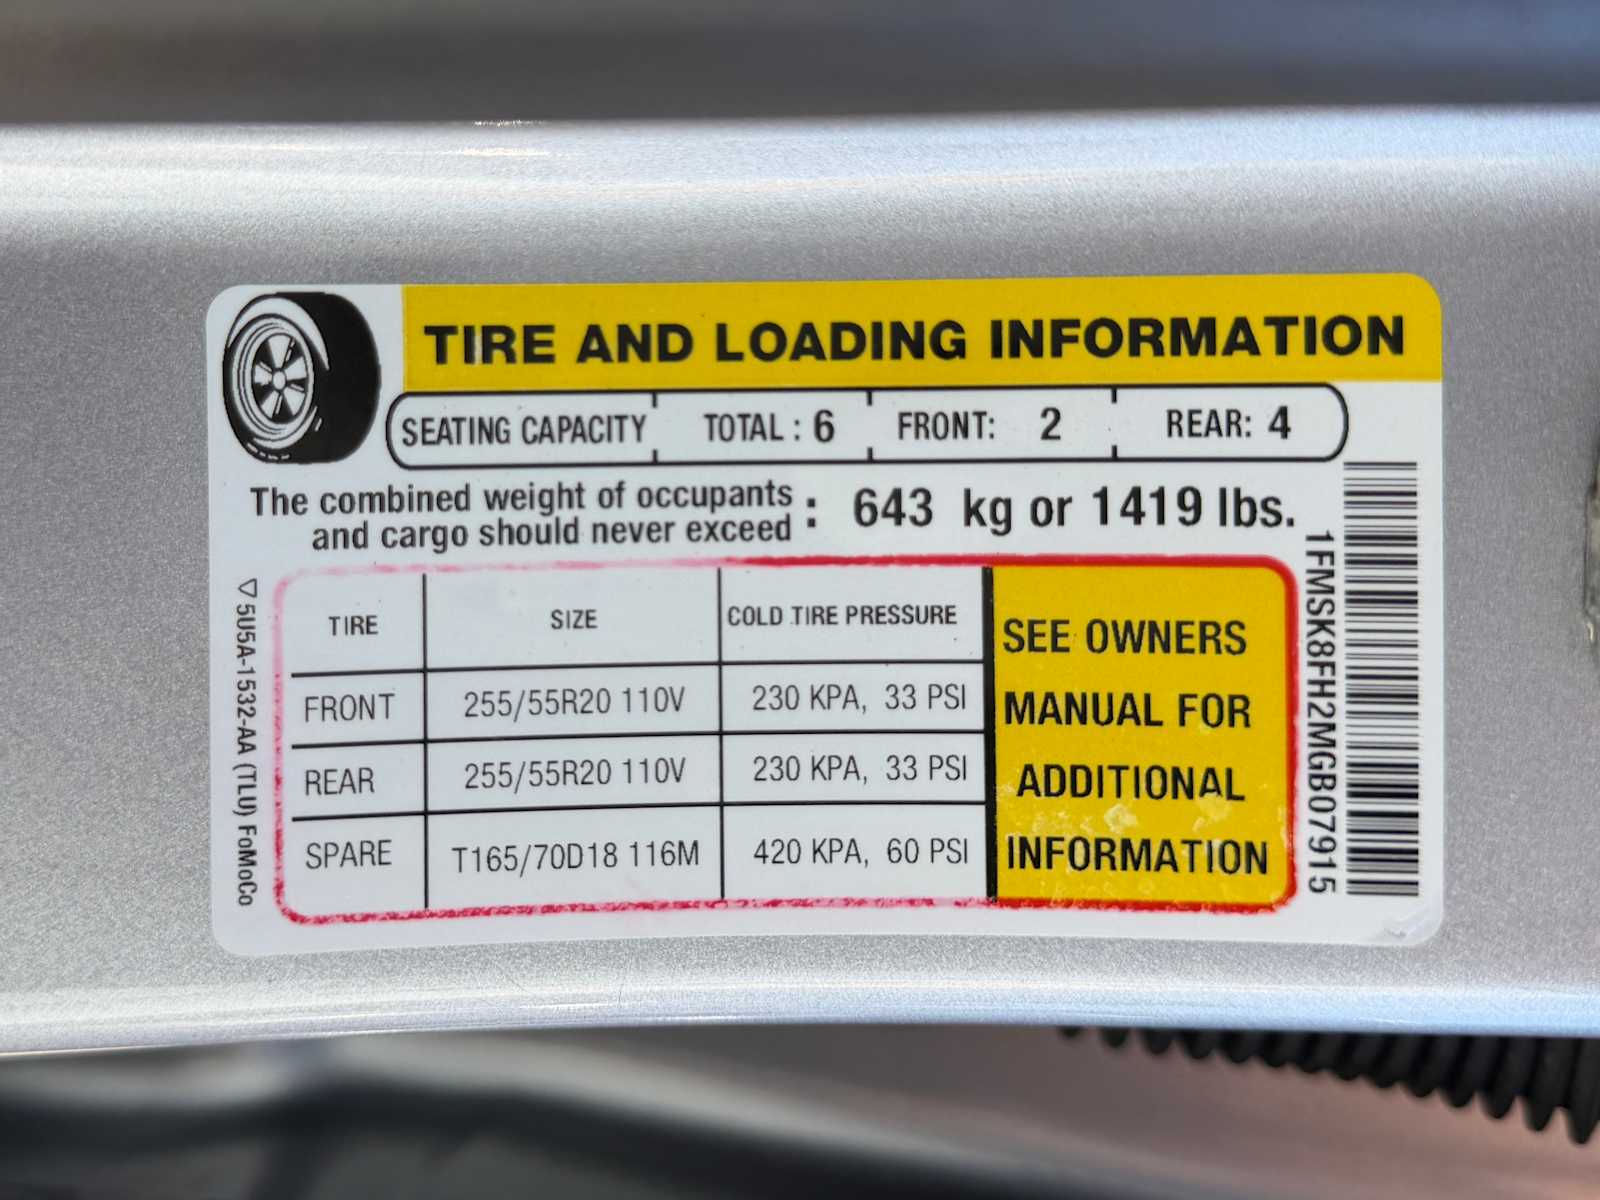 TIRE AND LOADING INFORMATION
SEATING CAPACITY TOTAL : 6 FRONT: 2 REAR: 4
The combined weight of occupants
and cargo should never exceed : 643 kg or 1419 lbs.
TIRE SIZE COLD TIRE PRESSURE
FRONT 255/55R20 110V 230 KPA, 33 PSI
REAR 255/55R20 110V 230 KPA, 33 PSI
SPARE T165/70D18 116M 420 KPA, 60 PSI
SEE OWNERS
MANUAL FOR
ADDITIONAL
INFORMATION
5U5A-1532-AA (TLU) FoMoCo
1FMSK8FH2MGB07915